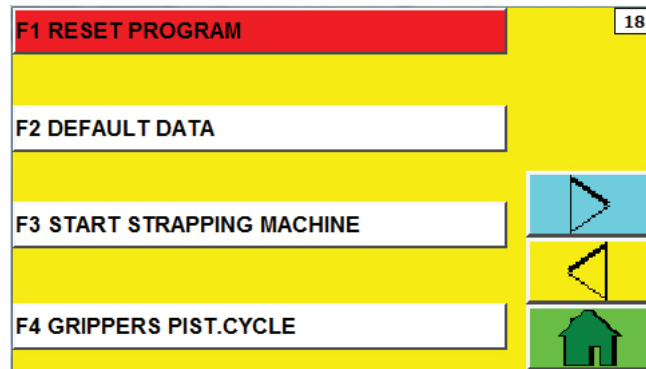 F1 RESET PROGRAM
18
F2 DEFAULT DATA
F3 START STRAPPING MACHINE
F4 GRIPPERS PIST.CYCLE